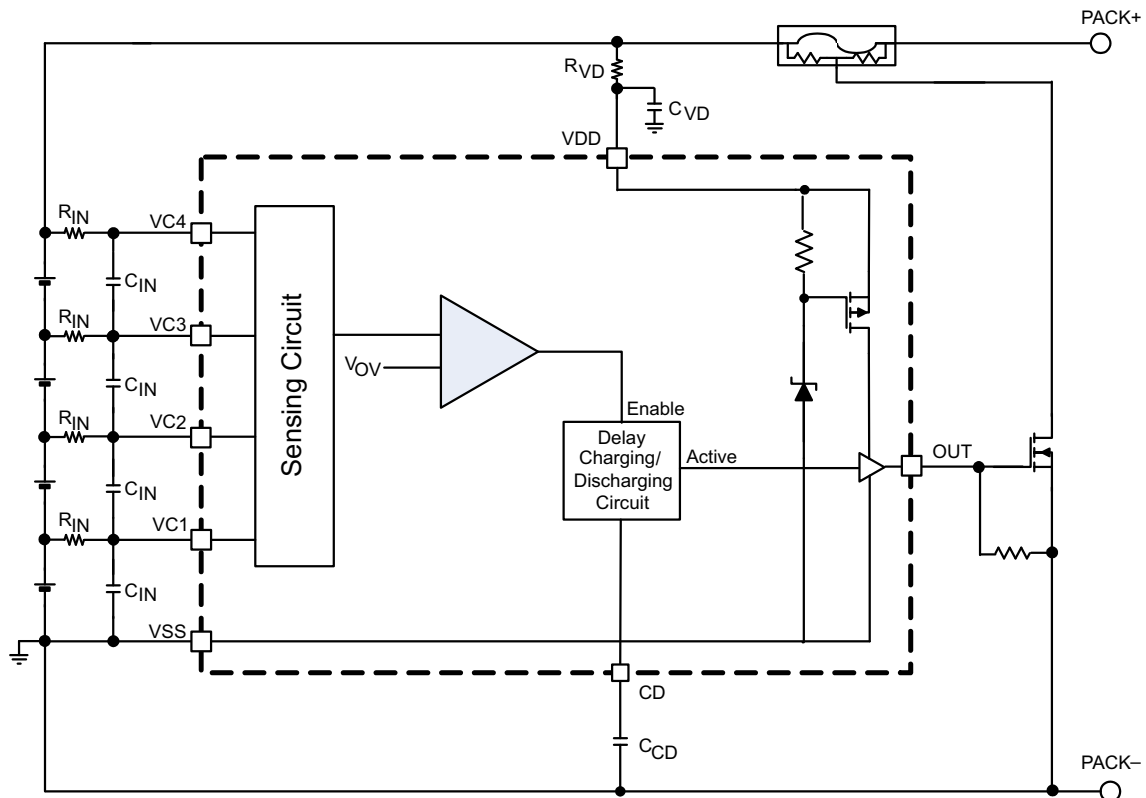 PACK+
RVD
CVD
VDD
RIN
VC4
CIN
RIN
VC3
CIN
RIN
VC2
CIN
RIN
VC1
CIN
VSS
Sensing Circuit
VOV
Enable
Delay
Charging/
Discharging
Circuit
Active
OUT
CD
CCD
PACK–